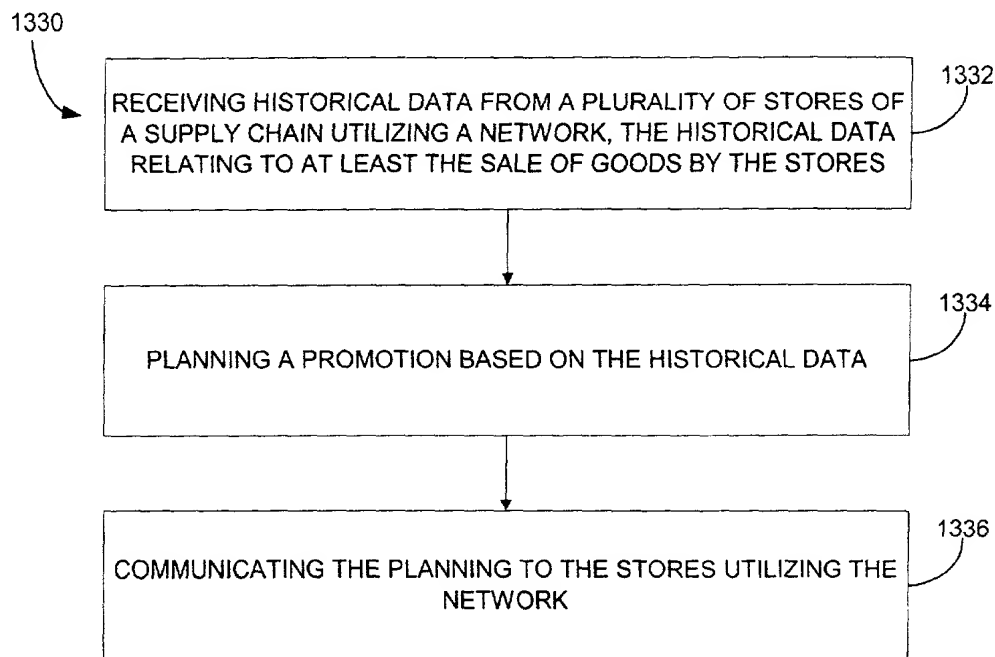 1330
1332
RECEIVING HISTORICAL DATA FROM A PLURALITY OF STORES OF
A SUPPLY CHAIN UTILIZING A NETWORK, THE HISTORICAL DATA
RELATING TO AT LEAST THE SALE OF GOODS BY THE STORES
1334
PLANNING A PROMOTION BASED ON THE HISTORICAL DATA
1336
COMMUNICATING THE PLANNING TO THE STORES UTILIZING THE
NETWORK